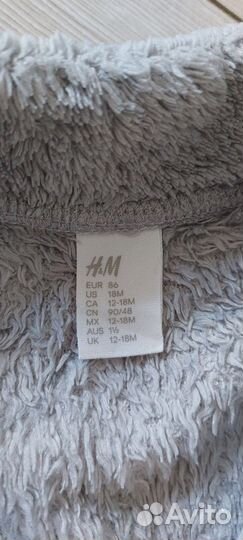 H&M
EUR 86
US 18M
CA 12-18M
CN 90/48
MX 12-18M
AUS 1½
UK 12-18M
Avito